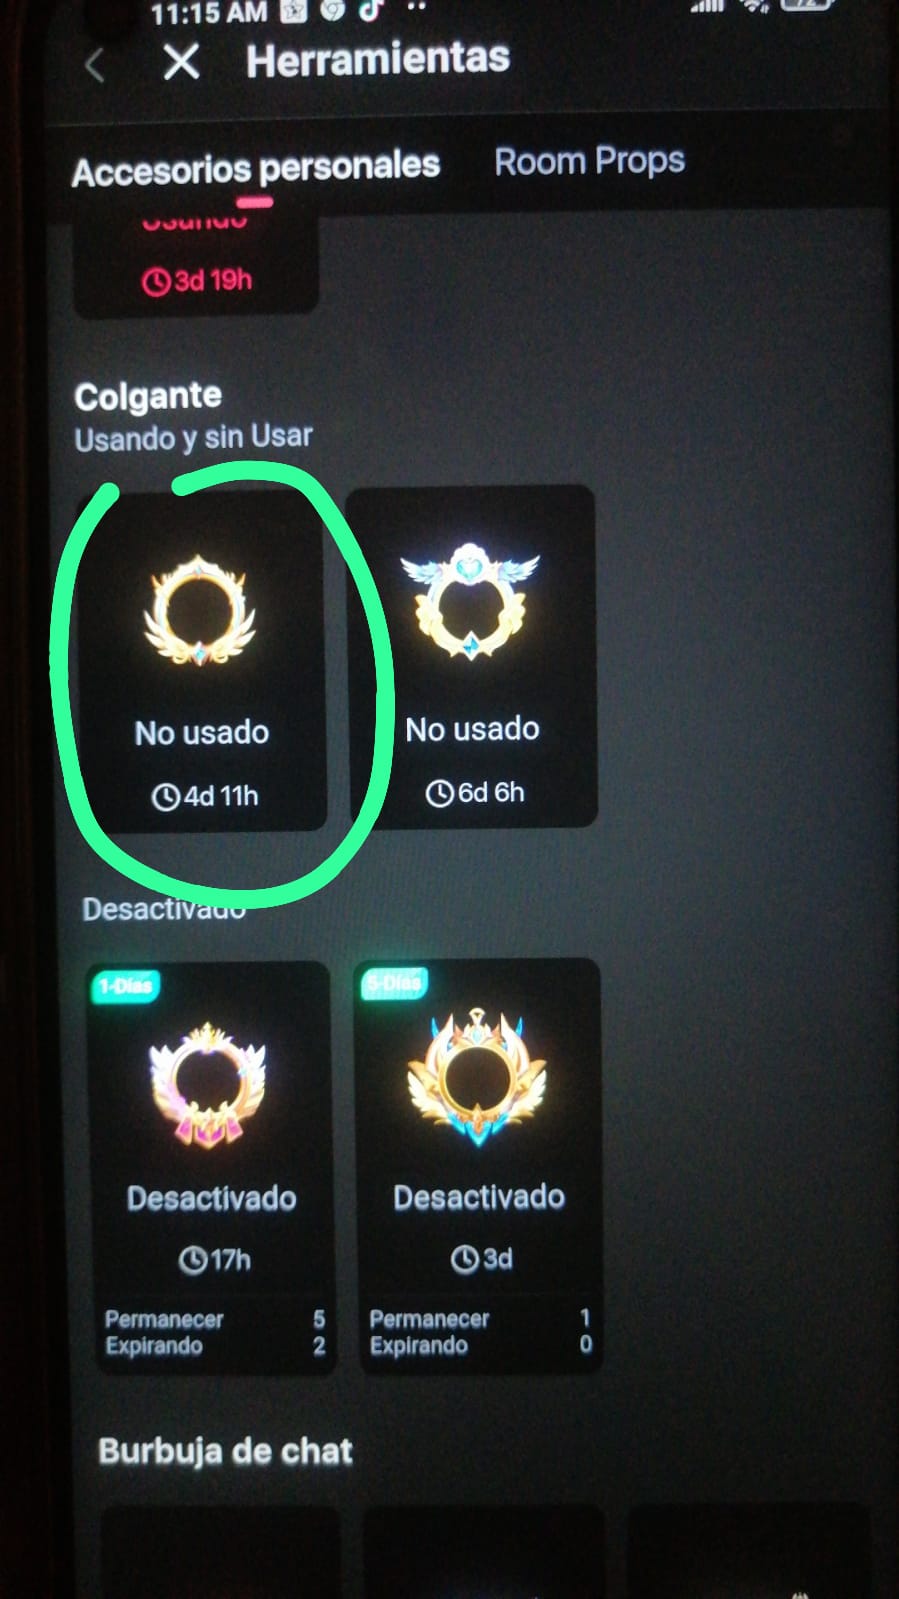 11:15 AM
Herramientas
Accesorios personales
Room Props
Usando
3d 19h
Colgante
Usando y sin Usar
No usado
No usado
4d 11h
6d 6h
Desactivado
1-Días
5-Días
Desactivado
Desactivado
17h
3d
Permanecer 5
Expirando 2
Permanecer 1
Expirando 0
Burbuja de chat